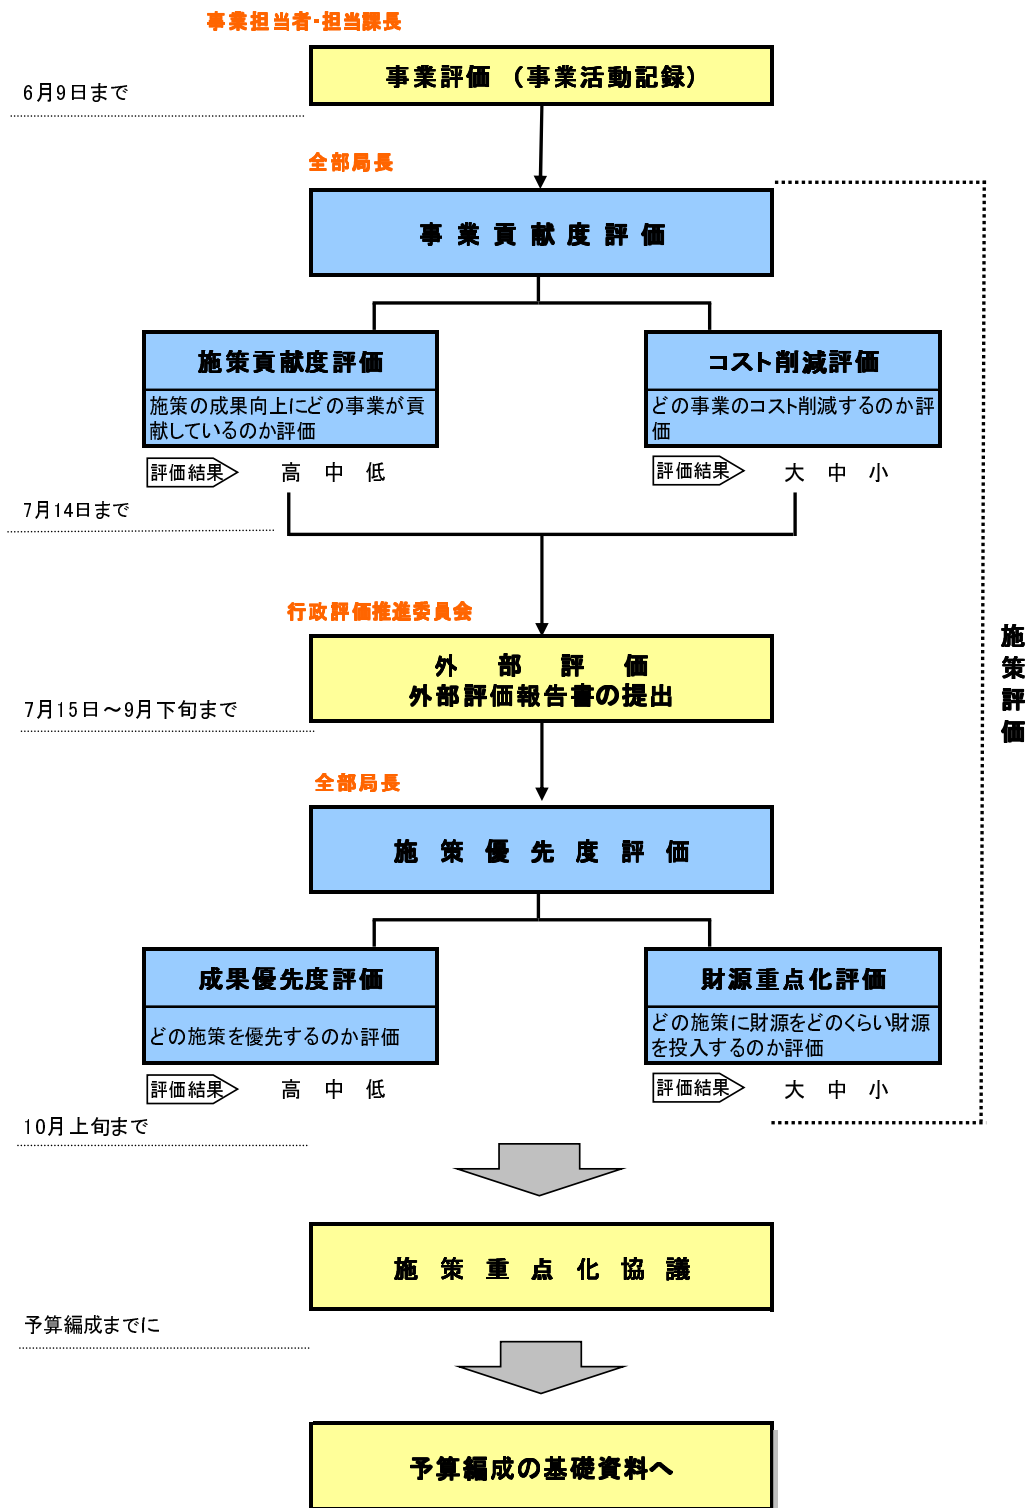 事業担当者・担当課長
事業評価 （事業活動記録）
6月9日まで
全部局長
事業貢献度評価
施策貢献度評価
施策の成果向上にどの事業が貢
献しているのか評価
コスト削減評価
どの事業のコスト削減するのか評
価
評価結果 高 中 低
評価結果 大 中 小
7月14日まで
行政評価推進委員会
外部評価
外部評価報告書の提出
7月15日～9月下旬まで
施策評価
全部局長
施策優先度評価
成果優先度評価
どの施策を優先するのか評価
財源重点化評価
どの施策に財源をどのくらい財源
を投入するのか評価
評価結果 高 中 低
評価結果 大 中 小
10月上旬まで
施策重点化協議
予算編成までに
予算編成の基礎資料へ